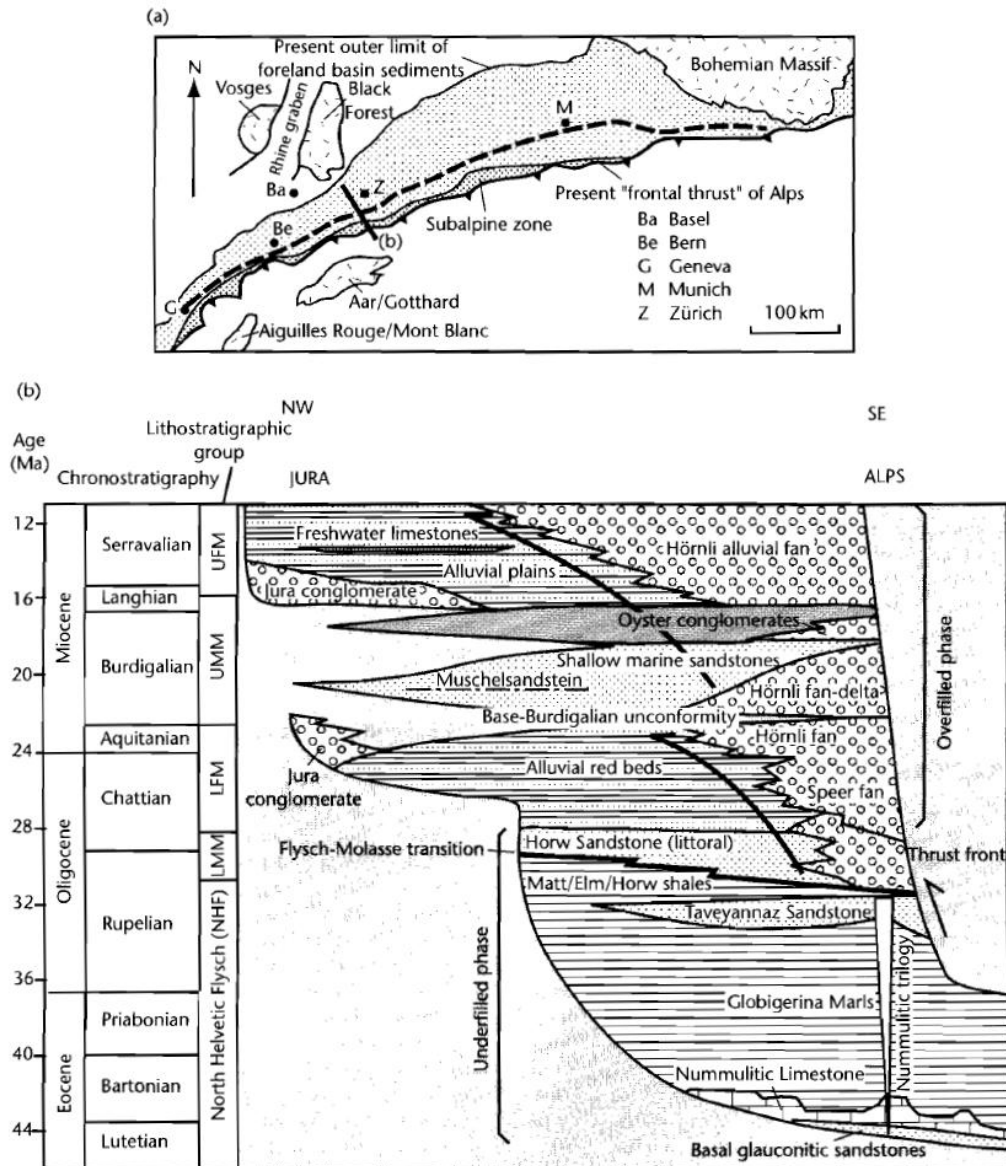 (a)
Present outer limit of
foreland basin sediments
Bohemian Massif
N
Vosges
Rhine graben
Black
Forest
M
Ba
Z
Present "frontal thrust" of Alps
Subalpine zone
Be
(b)
G
Aar/Gotthard
Aiguilles Rouge/Mont Blanc
Ba Basel
Be Bern
G Geneva
M Munich
Z Zürich
100 km
(b)
NW
SE
Lithostratigraphic
group
Age
(Ma)
Chronostratigraphy
JURA
ALPS
12
16
20
24
28
32
36
40
44
Miocene
Oligocene
Eocene
Serravalian
Langhian
Burdigalian
Aquitanian
Chattian
Rupelian
Priabonian
Bartonian
Lutetian
UFM
UMM
LFM
LMM
North Helvetic Flysch (NHF)
Freshwater limestones
Hörnli alluvial fan
Alluvial plains
Jura conglomerate
Oyster conglomerates
Shallow marine sandstones
Muschelsandstein
Hörnli fan-delta
Base-Burdigalian unconformity
Hörnli fan
Alluvial red beds
Jura
conglomerate
Speer fan
Overfilled phase
Horw Sandstone (littoral)
Flysch-Molasse transition
Thrust front
Matt/Elm/Horw shales
Taveyannaz Sandstone
Underfilled phase
Globigerina Marls
Nummulitic trilogy
Nummulitic Limestone
Basal glauconitic sandstones